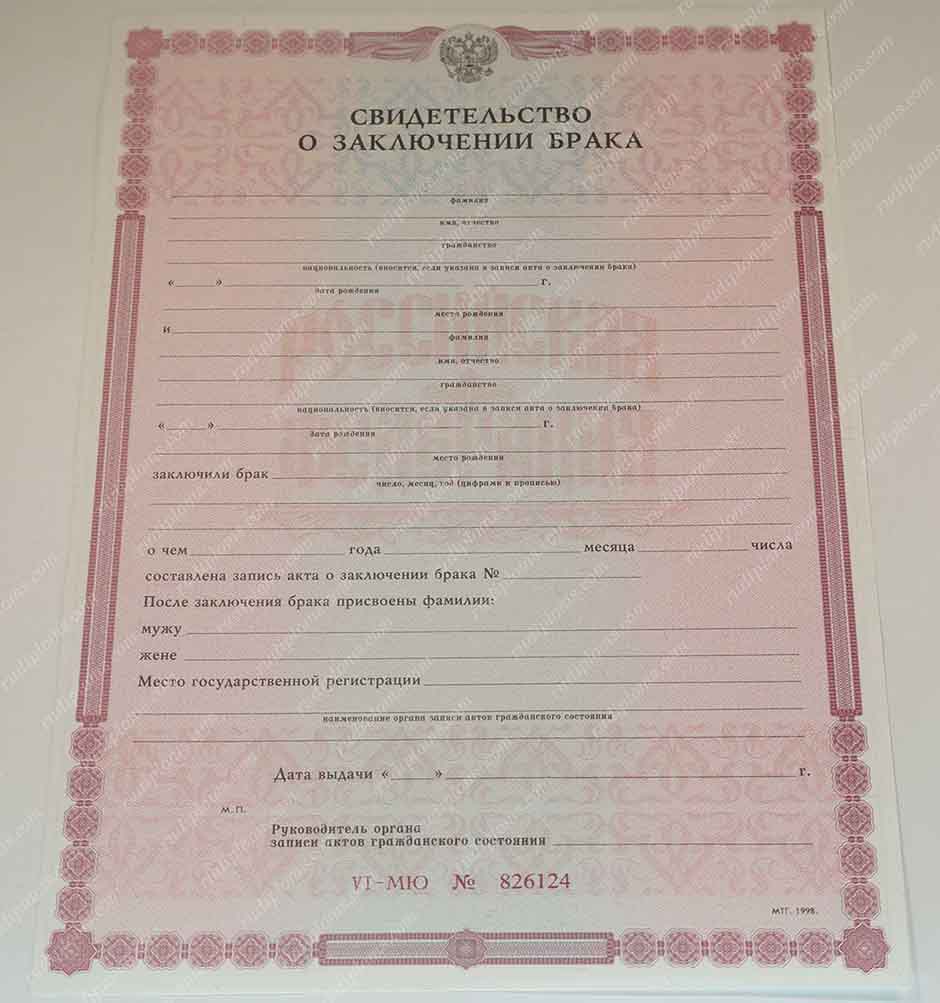 СВИДЕТЕЛЬСТВО
О ЗАКЛЮЧЕНИИ БРАКА
фамилия
имя, отчество
гражданство
национальность (вносится, если указана в записи акта о заключении брака)
« » г.
дата рождения
место рождения
и
фамилия
имя, отчество
гражданство
национальность (вносится, если указана в записи акта о заключении брака)
« » г.
дата рождения
место рождения
заключили брак
число, месяц, год (цифрами и прописью)
о чем года месяца числа
составлена запись акта о заключении брака №
После заключения брака присвоены фамилии:
мужу
жене
Место государственной регистрации
наименование органа записи актов гражданского состояния
Дата выдачи « » г.
М.П.
Руководитель органа
записи актов гражданского состояния
VI-МЮ № 826124
МТГ. 1998.
РОССИЙСКАЯ
ФЕДЕРАЦИЯ
rudiploms.com